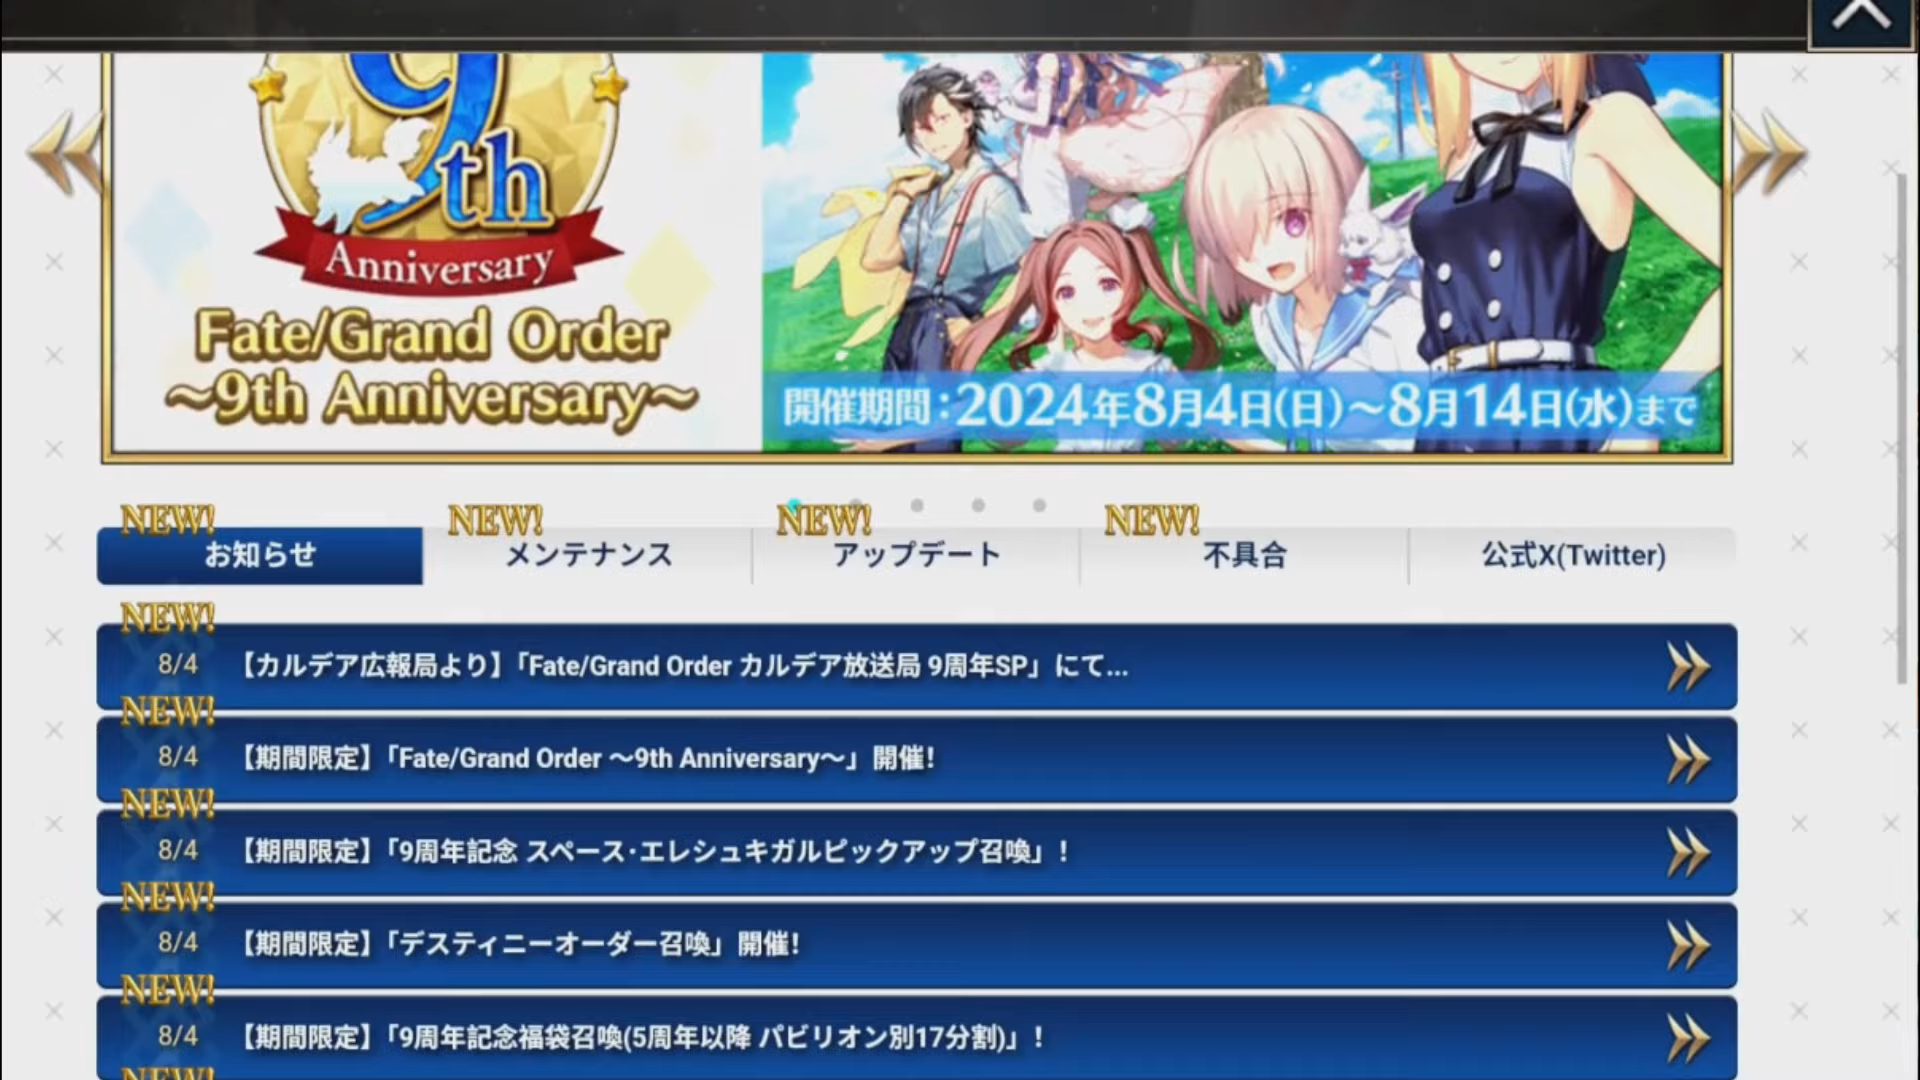 9th
Anniversary
Fate/Grand Order
～9th Anniversary～
開催期間：2024年8月4日(日)～8月14日(水)まで
NEW! NEW! NEW! NEW!
お知らせ メンテナンス アップデート 不具合 公式X(Twitter)
NEW!
8/4 【カルデア広報局より】「Fate/Grand Order カルデア放送局 9周年SP」にて...
NEW!
8/4 【期間限定】「Fate/Grand Order ～9th Anniversary～」開催！
NEW!
8/4 【期間限定】「9周年記念 スペース・エレシュキガルピックアップ召喚」！
NEW!
8/4 【期間限定】「デスティニーオーダー召喚」開催！
NEW!
8/4 【期間限定】「9周年記念福袋召喚(5周年以降 パビリオン別17分割)」！
NEW!